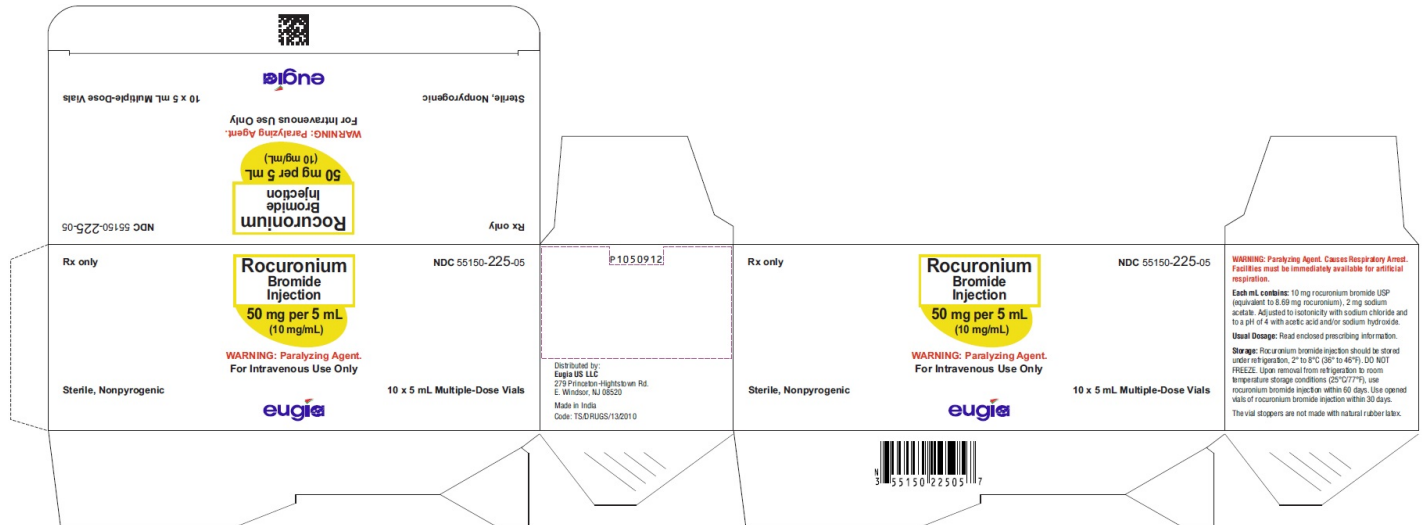 eugia
Sterile, Nonpyrogenic
10 x 5 mL Multiple-Dose Vials
For Intravenous Use Only
WARNING: Paralyzing Agent.
50 mg per 5 mL
(10 mg/mL)
Rocuronium
Bromide
Injection
Rx only
NDC 55150-225-05
Rx only
NDC 55150-225-05
Rocuronium
Bromide
Injection
50 mg per 5 mL
(10 mg/mL)
WARNING: Paralyzing Agent.
For Intravenous Use Only
Sterile, Nonpyrogenic
10 x 5 mL Multiple-Dose Vials
eugia
P1050912
Distributed by:
Eugia US LLC
279 Princeton-Hightstown Rd.
E. Windsor, NJ 08520
Made in India
Code: TS/DRUGS/13/2010
Rx only
NDC 55150-225-05
Rocuronium
Bromide
Injection
50 mg per 5 mL
(10 mg/mL)
WARNING: Paralyzing Agent.
For Intravenous Use Only
Sterile, Nonpyrogenic
10 x 5 mL Multiple-Dose Vials
eugia
N
3 55150 22505 7
WARNING: Paralyzing Agent. Causes Respiratory Arrest.
Facilities must be immediately available for artificial
respiration.
Each mL contains: 10 mg rocuronium bromide USP
(equivalent to 8.69 mg rocuronium), 2 mg sodium
acetate. Adjusted to isotonicity with sodium chloride and
to a pH of 4 with acetic acid and/or sodium hydroxide.
Usual Dosage: Read enclosed prescribing information.
Storage: Rocuronium bromide injection should be stored
under refrigeration, 2° to 8°C (36° to 46°F). DO NOT
FREEZE. Upon removal from refrigeration to room
temperature storage conditions (25°C/77°F), use
rocuronium bromide injection within 60 days. Use opened
vials of rocuronium bromide injection within 30 days.
The vial stoppers are not made with natural rubber latex.